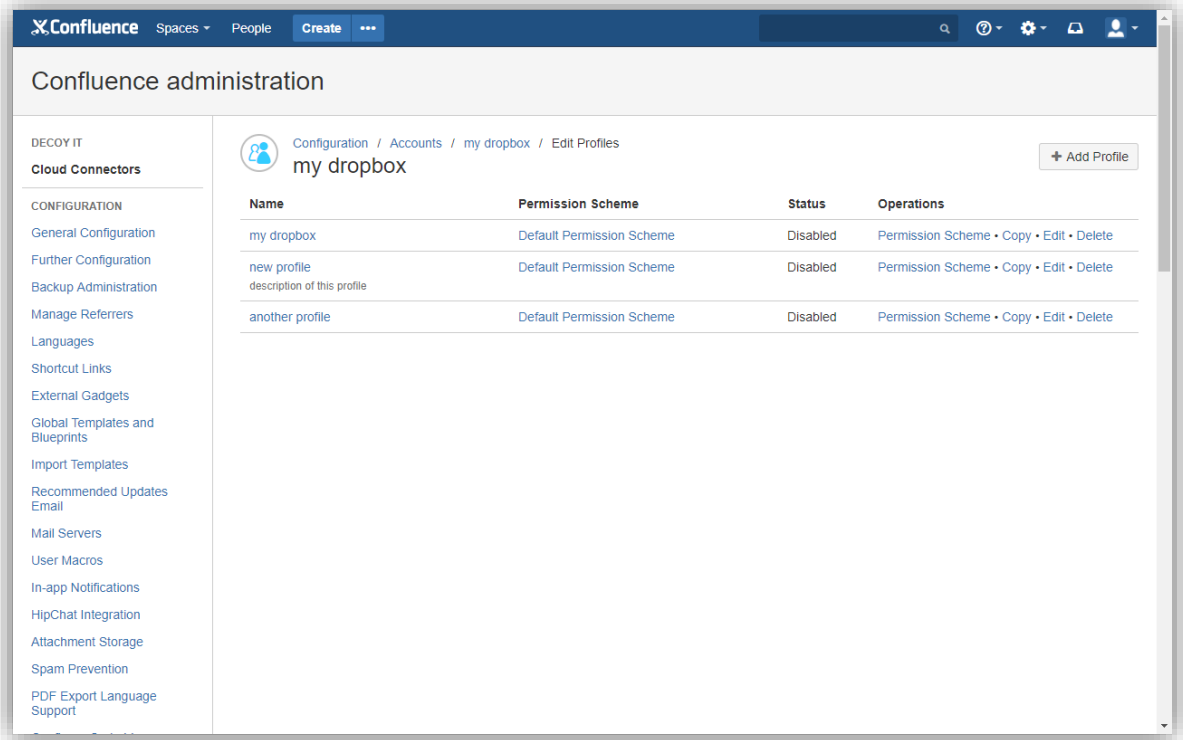 Confluence Spaces People Create •••
Confluence administration
DECOY IT
Cloud Connectors
CONFIGURATION
General Configuration
Further Configuration
Backup Administration
Manage Referrers
Languages
Shortcut Links
External Gadgets
Global Templates and
Blueprints
Import Templates
Recommended Updates
Email
Mail Servers
User Macros
In-app Notifications
HipChat Integration
Attachment Storage
Spam Prevention
PDF Export Language
Support
Configuration / Accounts / my dropbox / Edit Profiles
my dropbox
+ Add Profile
Name Permission Scheme Status Operations
my dropbox Default Permission Scheme Disabled Permission Scheme • Copy • Edit • Delete
new profile Default Permission Scheme Disabled Permission Scheme • Copy • Edit • Delete
description of this profile
another profile Default Permission Scheme Disabled Permission Scheme • Copy • Edit • Delete